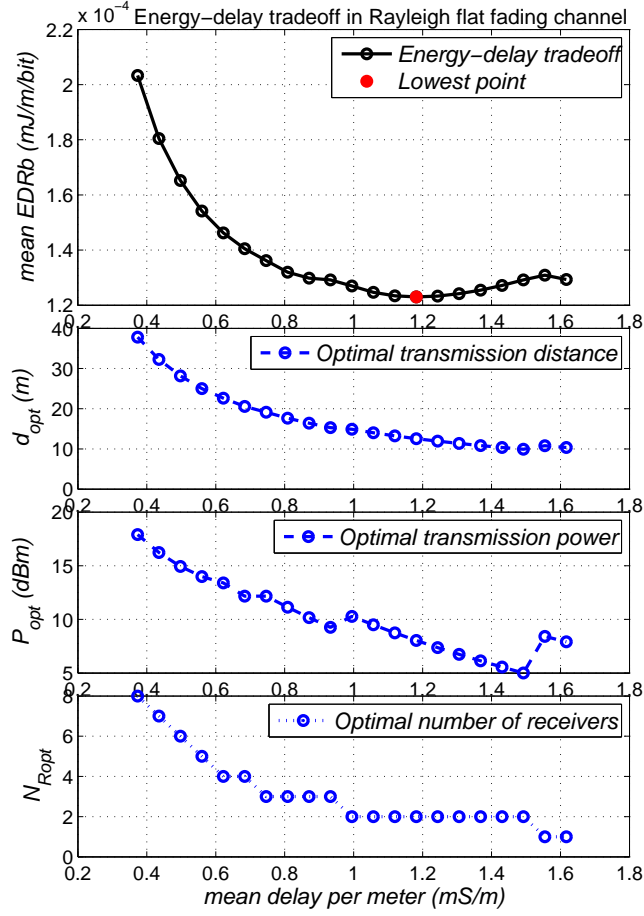 x 10⁻⁴ Energy−delay tradeoff in Rayleigh flat fading channel
2.2
2
1.8
1.6
1.4
1.2
mean EDRb (mJ/m/bit)
Energy−delay tradeoff
Lowest point
0.2 0.4 0.6 0.8 1 1.2 1.4 1.6 1.8
40
30
20
10
0
d_opt (m)
Optimal transmission distance
0.2 0.4 0.6 0.8 1 1.2 1.4 1.6 1.8
20
15
10
5
P_opt (dBm)
Optimal transmission power
0.2 0.4 0.6 0.8 1 1.2 1.4 1.6 1.8
8
6
4
2
0
N_Ropt
Optimal number of receivers
0.2 0.4 0.6 0.8 1 1.2 1.4 1.6 1.8
mean delay per meter (mS/m)